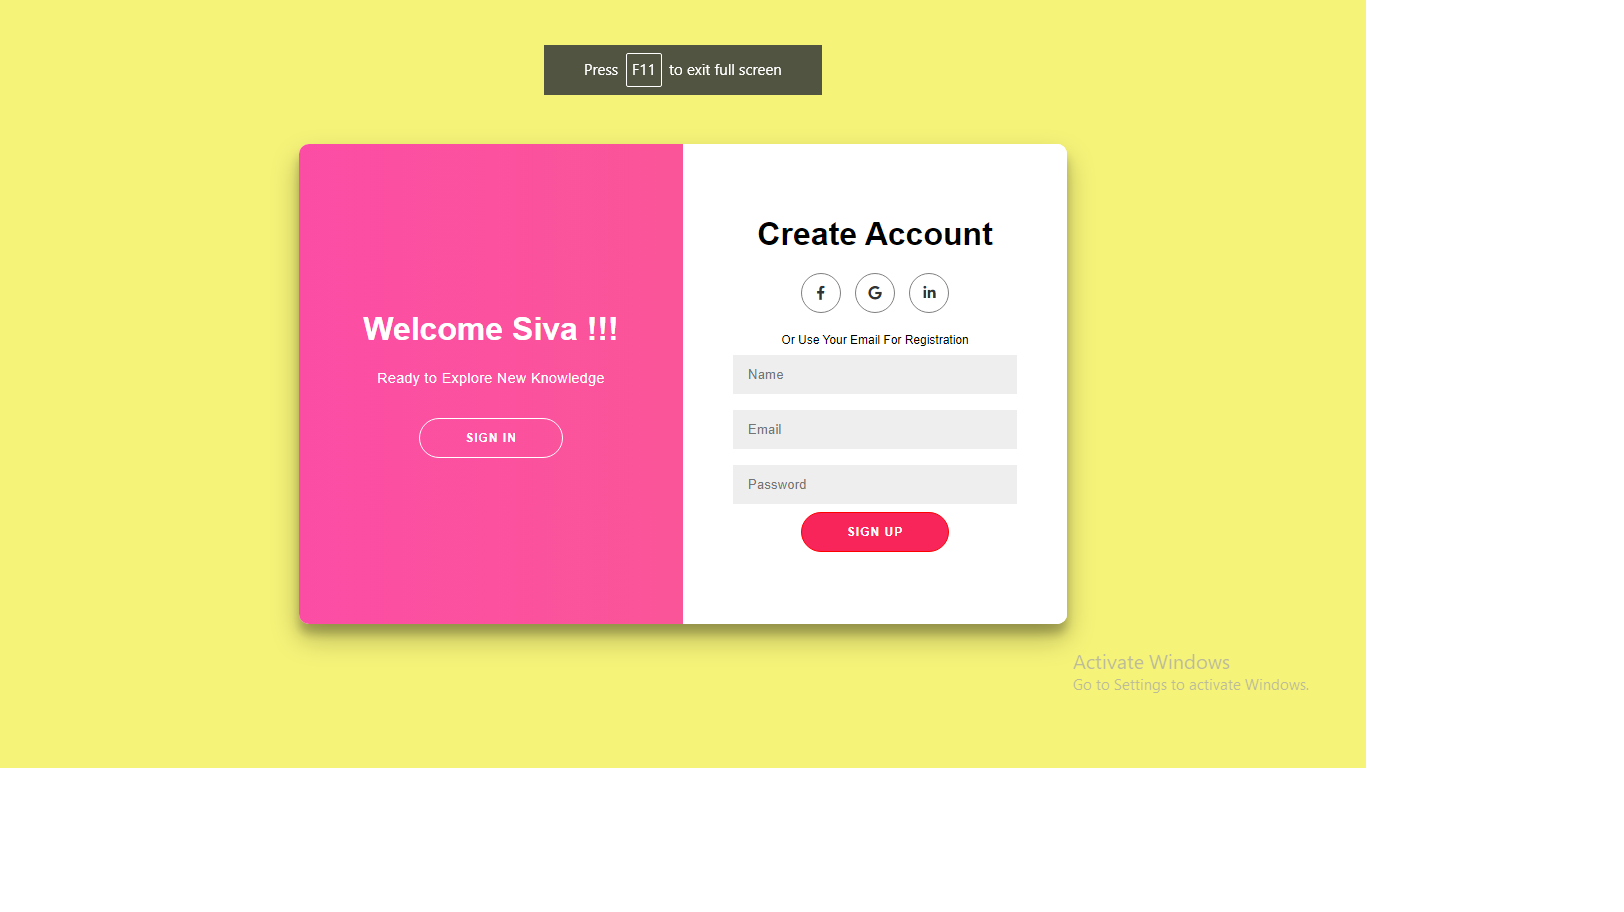 Press F11 to exit full screen
Welcome Siva !!!
Ready to Explore New Knowledge
SIGN IN
Create Account
f G in
Or Use Your Email For Registration
Name
Email
Password
SIGN UP
Activate Windows
Go to Settings to activate Windows.